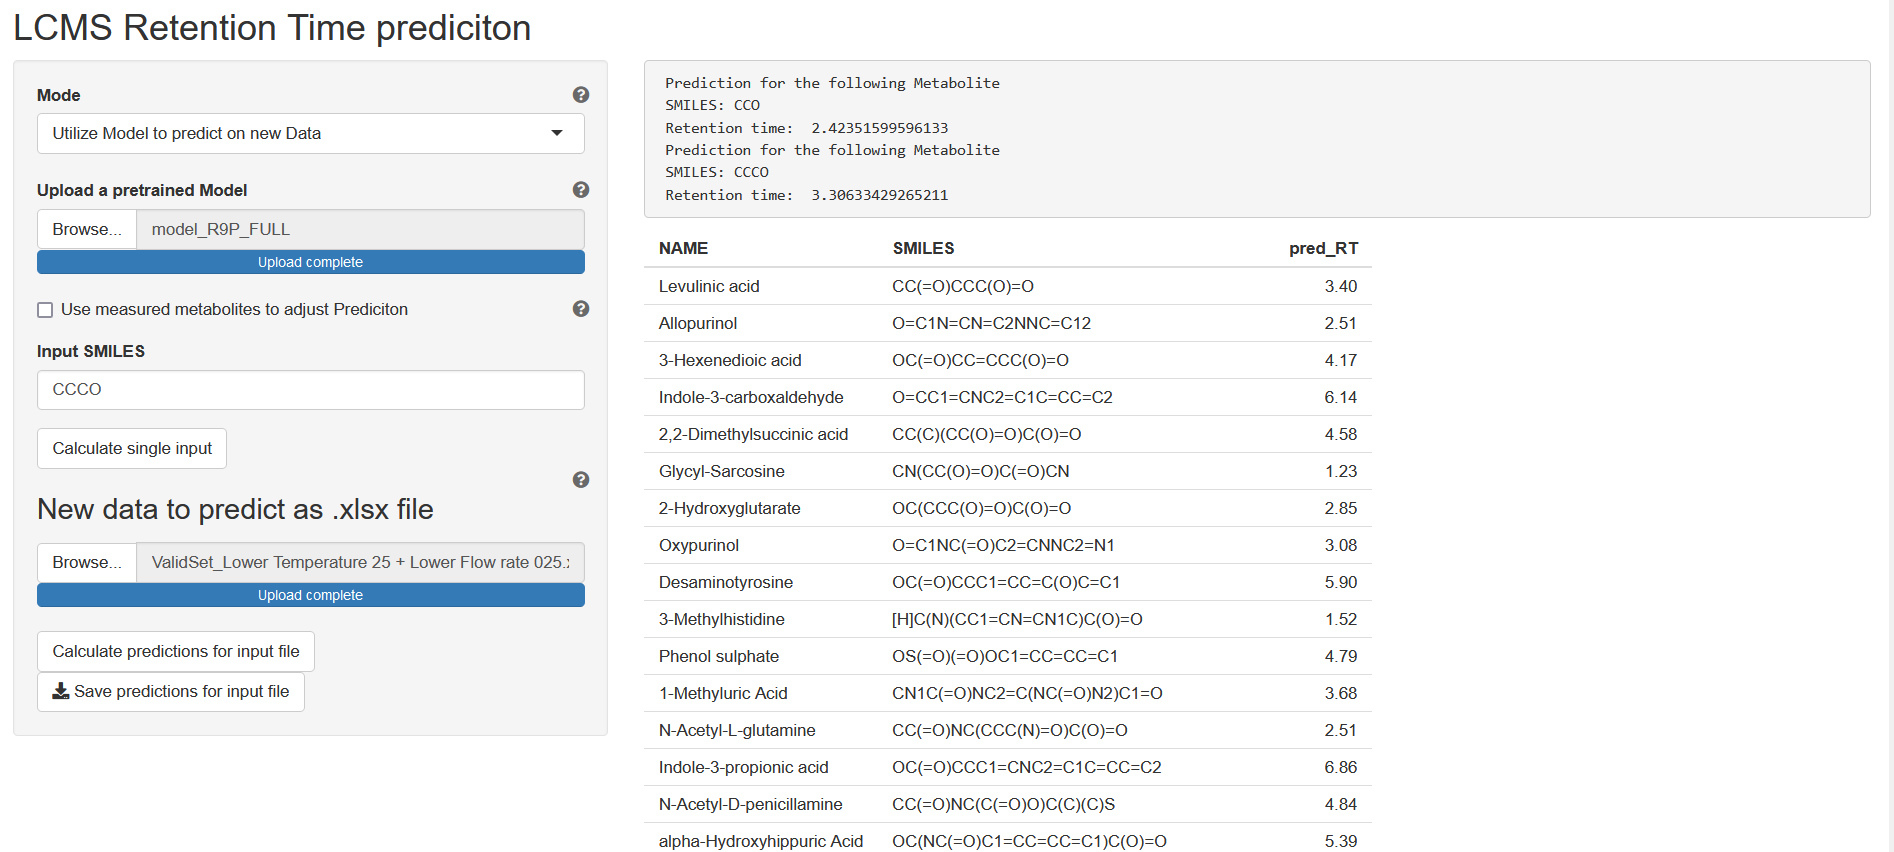 LCMS Retention Time prediciton
Mode
Utilize Model to predict on new Data
Upload a pretrained Model
Browse... model_R9P_FULL
Upload complete
Use measured metabolites to adjust Prediciton
Input SMILES
CCCO
Calculate single input
New data to predict as .xlsx file
Browse... ValidSet_Lower Temperature 25 + Lower Flow rate 025.x
Upload complete
Calculate predictions for input file
Save predictions for input file
Prediction for the following Metabolite
SMILES: CCO
Retention time: 2.42351599596133
Prediction for the following Metabolite
SMILES: CCCO
Retention time: 3.30633429265211
NAME SMILES pred_RT
Levulinic acid CC(=O)CCC(O)=O 3.40
Allopurinol O=C1N=CN=C2NNC=C12 2.51
3-Hexenedioic acid OC(=O)CC=CCC(O)=O 4.17
Indole-3-carboxaldehyde O=CC1=CNC2=C1C=CC=C2 6.14
2,2-Dimethylsuccinic acid CC(C)(CC(O)=O)C(O)=O 4.58
Glycyl-Sarcosine CN(CC(O)=O)C(=O)CN 1.23
2-Hydroxyglutarate OC(CCC(O)=O)C(O)=O 2.85
Oxypurinol O=C1NC(=O)C2=CNNC2=N1 3.08
Desaminotyrosine OC(=O)CCC1=CC=C(O)C=C1 5.90
3-Methylhistidine [H]C(N)(CC1=CN=CN1C)C(O)=O 1.52
Phenol sulphate OS(=O)(=O)OC1=CC=CC=C1 4.79
1-Methyluric Acid CN1C(=O)NC2=C(NC(=O)N2)C1=O 3.68
N-Acetyl-L-glutamine CC(=O)NC(CCC(N)=O)C(O)=O 2.51
Indole-3-propionic acid OC(=O)CCC1=CNC2=C1C=CC=C2 6.86
N-Acetyl-D-penicillamine CC(=O)NC(C(=O)O)C(C)(C)S 4.84
alpha-Hydroxyhippuric Acid OC(NC(=O)C1=CC=CC=C1)C(O)=O 5.39